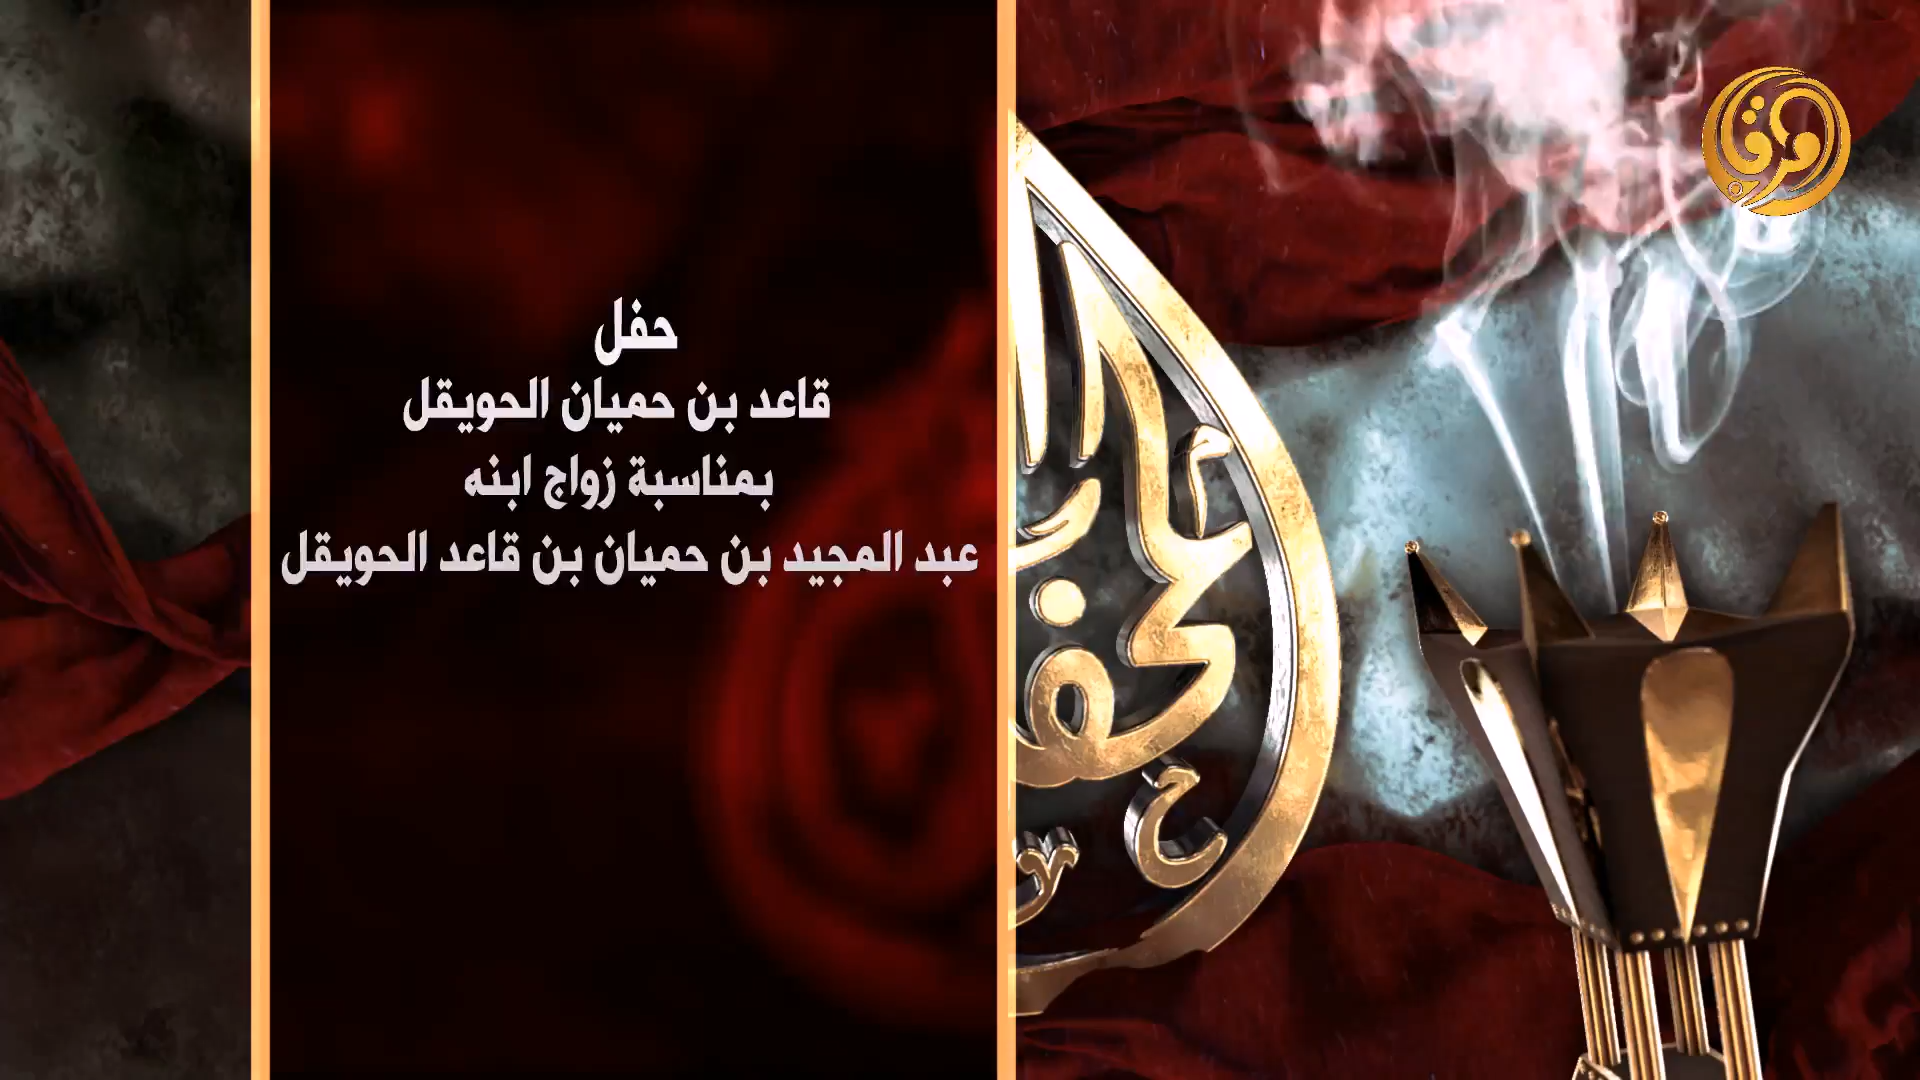 حفل
قاعد بن حميان الحويقل
بمناسبة زواج ابنه
عبد المجيد بن حميان بن قاعد الحويقل